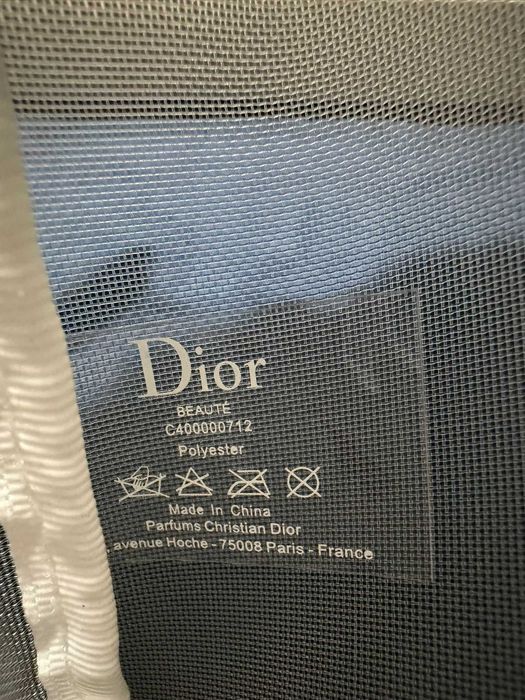 Dior
BEAUTÉ
C400000712
Polyester
Made In China
Parfums Christian Dior
, avenue Hoche - 75008 Paris - France